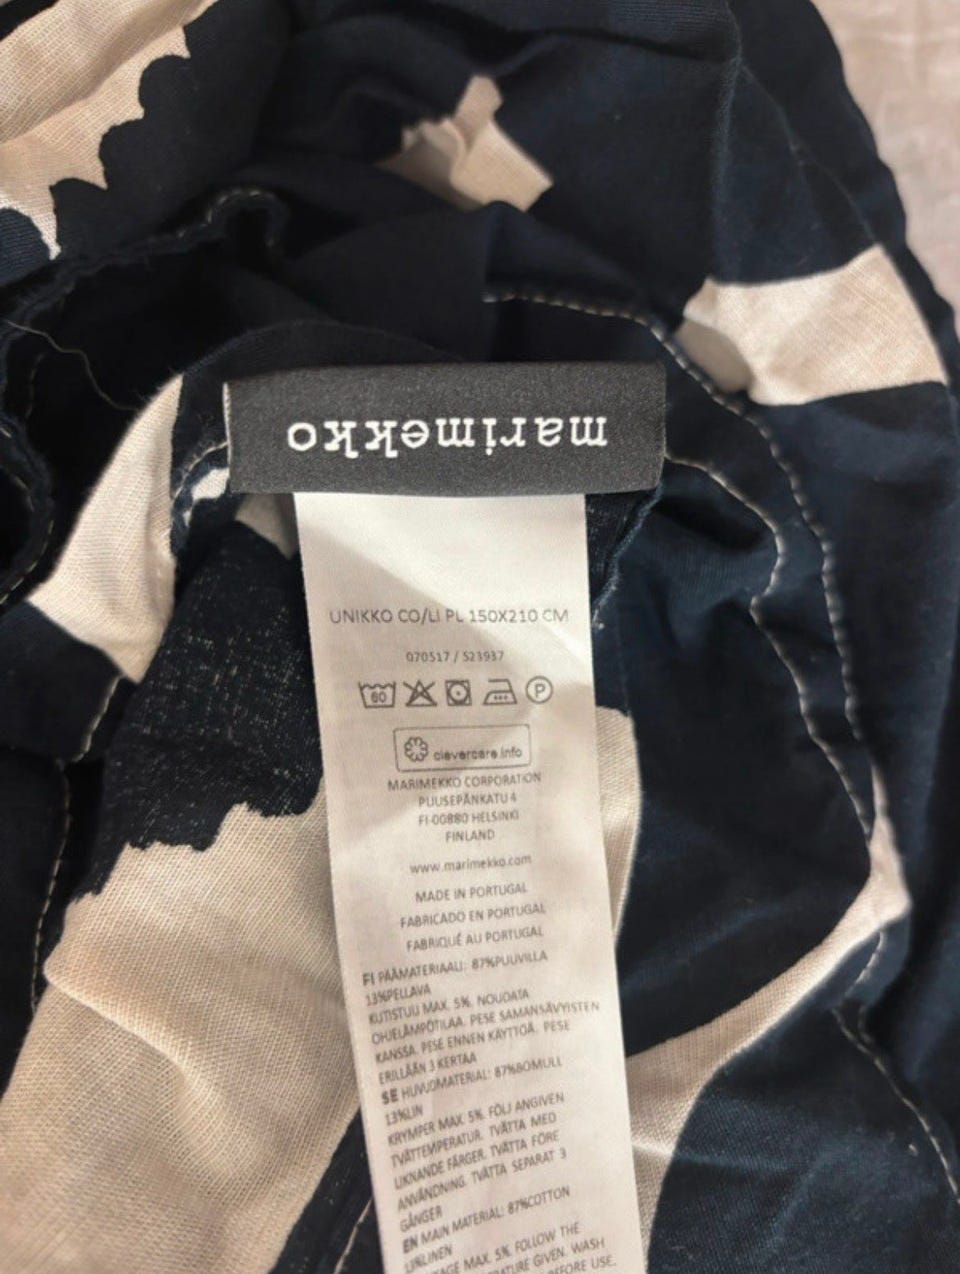 marimekko
UNIKKO CO/LI PL 150X210 CM
070517 / 523937
60
P
clevercare.info
MARIMEKKO CORPORATION
PUUSEPÄNKATU 4
FI-00880 HELSINKI
FINLAND
www.marimekko.com
MADE IN PORTUGAL
FABRICADO EN PORTUGAL
FABRIQUÉ AU PORTUGAL
FI PÄÄMATERIAALI: 87%PUUVILLA
13%PELLAVA
KUTISTUU MAX. 5%. NOUDATA
OHJELÄMPÖTILAA. PESE SAMANSÄVYISTEN
KANSSA. PESE ENNEN KÄYTTÖÄ. PESE
ERILLÄÄN 3 KERTAA
SE HUVUDMATERIAL: 87%BOMULL
13%LIN
KRYMPER MAX. 5%. FÖLJ ANGIVEN
TVÄTTEMPERATUR. TVÄTTA MED
LIKNANDE FÄRGER. TVÄTTA FÖRE
ANVÄNDNING. TVÄTTA SEPARAT 3
GÅNGER
EN MAIN MATERIAL: 87%COTTON
LINEN
MAX. 5%. FOLLOW THE
GIVEN. WASH
BEFORE USE.